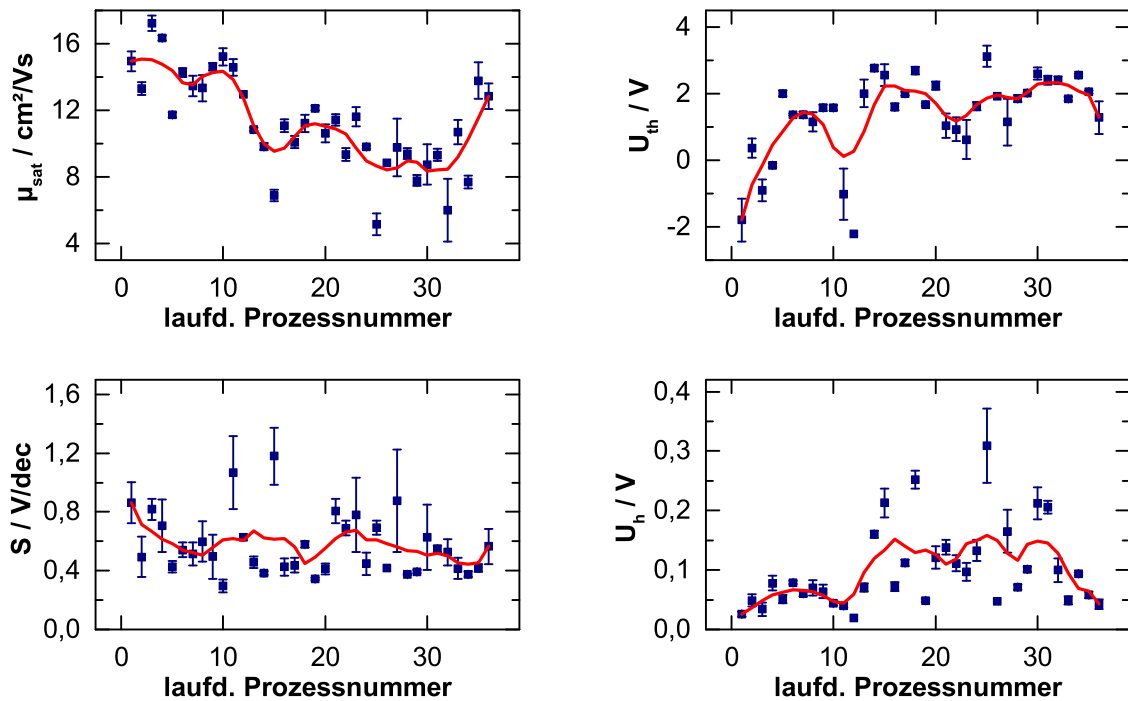 16
12
8
4
µsat / cm²/Vs
0 10 20 30
laufd. Prozessnummer
4
2
0
-2
Uth / V
0 10 20 30
laufd. Prozessnummer
1,6
1,2
0,8
0,4
0,0
S / V/dec
0 10 20 30
laufd. Prozessnummer
0,4
0,3
0,2
0,1
0,0
Uh / V
0 10 20 30
laufd. Prozessnummer